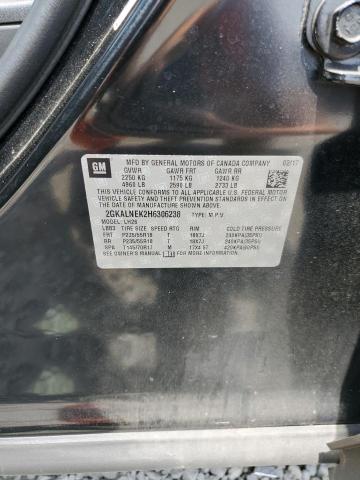 GM
MFD BY GENERAL MOTORS OF CANADA COMPANY 02/17
GVWR GAWR FRT GAWR RR
2250 KG 1175 KG 1240 KG
4960 LB 2590 LB 2733 LB
THIS VEHICLE CONFORMS TO ALL APPLICABLE U.S. FEDERAL MOTOR
VEHICLE SAFETY AND THEFT PREVENTION STANDARDS IN EFFECT ON
THE DATE OF MANUFACTURE SHOWN ABOVE.
2GKALNEK2H6306238 M.P.V
MODEL: LH26
TIRE SIZE SPEED RTG RIM COLD TIRE PRESSURE
FRT P235/55R18 T 18X7J 240KPA(35PSI)
RR P235/55R18 T 18X7J 240KPA(35PSI)
SPA M 420KPA(60PSI)
SEE OWNER'S MANUAL FOR MORE INFORMATION.